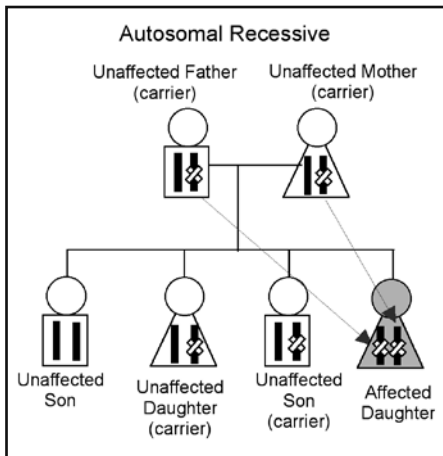 Autosomal Recessive
Unaffected Father
(carrier)
Unaffected Mother
(carrier)
Unaffected
Son
Unaffected
Daughter
(carrier)
Unaffected
Son
(carrier)
Affected
Daughter